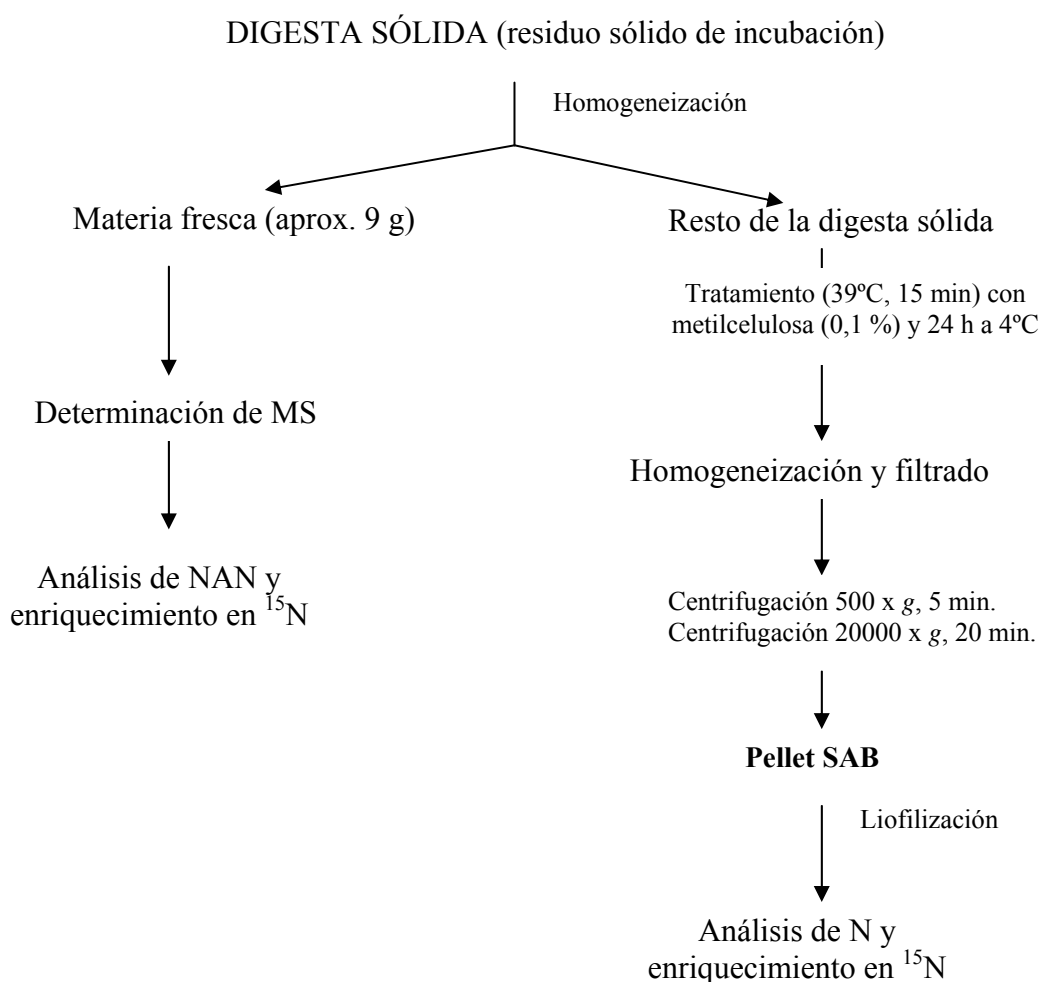 DIGESTA SÓLIDA (residuo sólido de incubación)
Homogeneización
Materia fresca (aprox. 9 g)
Determinación de MS
Análisis de NAN y
enriquecimiento en ¹⁵N
Resto de la digesta sólida
Tratamiento (39ºC, 15 min) con
metilcelulosa (0,1 %) y 24 h a 4ºC
Homogeneización y filtrado
Centrifugación 500 x g, 5 min.
Centrifugación 20000 x g, 20 min.
Pellet SAB
Liofilización
Análisis de N y
enriquecimiento en ¹⁵N